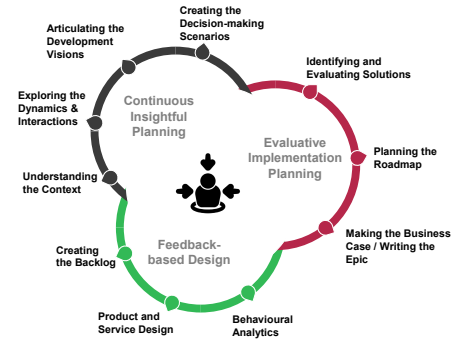 Creating the
Decision-making
Scenarios
Articulating the
Development
Visions
Identifying and
Evaluating Solutions
Exploring the
Dynamics &
Interactions
Continuous
Insightful
Planning
Evaluative
Implementation
Planning
Planning the
Roadmap
Understanding
the Context
Making the Business
Case / Writing the
Epic
Feedback-
based Design
Creating
the Backlog
Product and
Service Design
Behavioural
Analytics